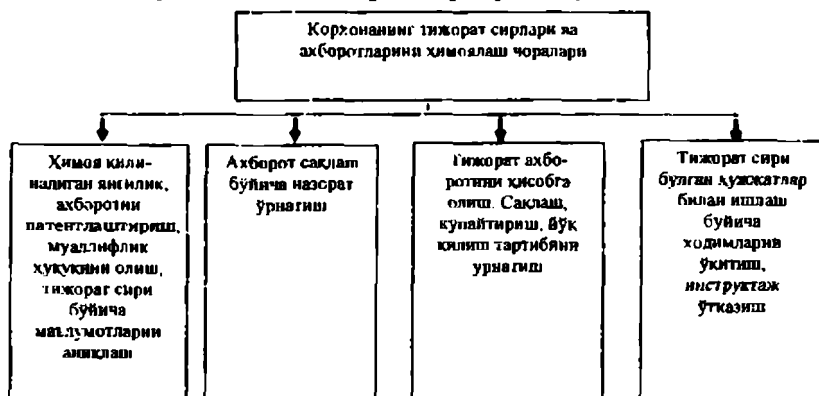 Корхонанинг тижорат сирлари ва
ахборотларини ҳимоялаш чоралари
Ҳимоя қили-
надиган янгилик,
ахборотни
патентлаштириш,
муаллифлик
ҳуқуқини олиш,
тижорат сири
бўйича
маълумотларни
аниқлаш
Ахборот сақлаш
бўйича назорат
ўрнатиш
Тижорат ахбо-
ротини ҳисобга
олиш. Сақлаш,
кўпайтириш, йўқ
қилиш тартибини
урнатиш
Тижорат сири
бўлган ҳужжатлар
билан ишлаш
буйича
ходимларни
ўқитиш,
инструктаж
ўтказиш